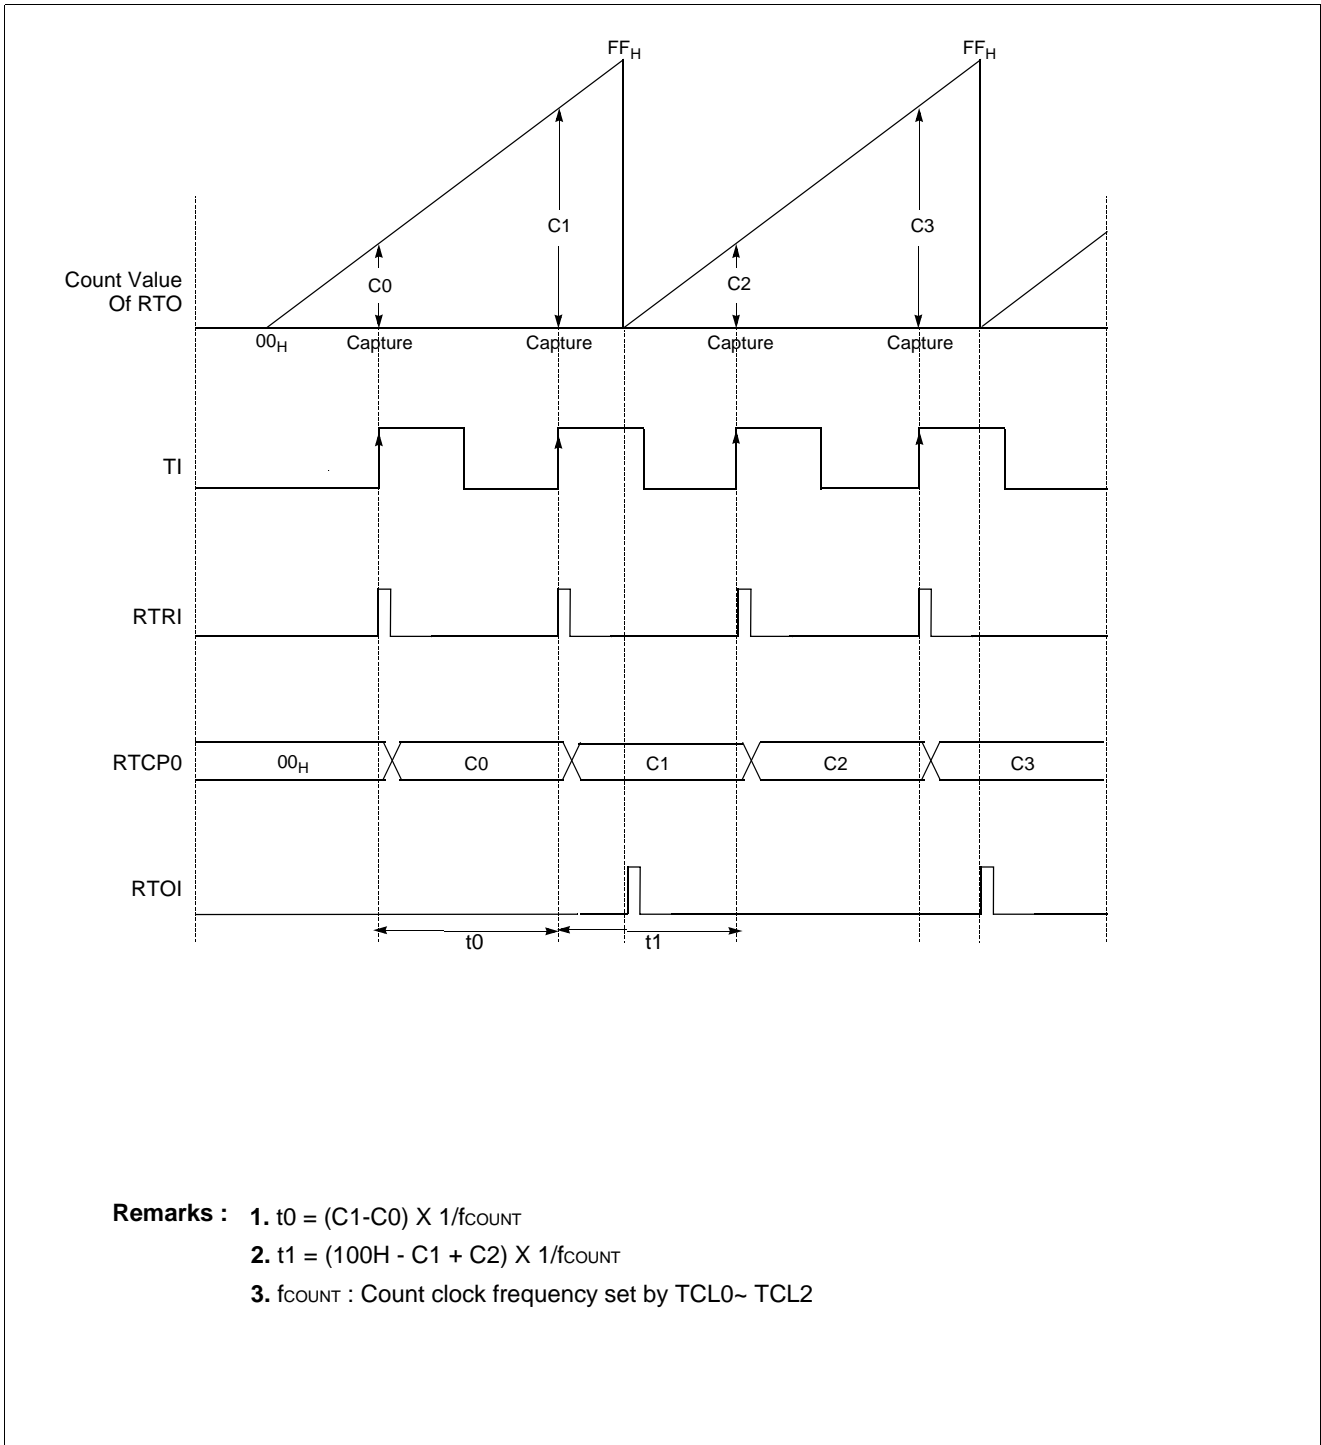 FFH FFH
C1 C3
C0 C2
Count Value
Of RTO
00H Capture Capture Capture Capture
TI
RTRI
RTCP0 00H C0 C1 C2 C3
RTOI
t0 t1
Remarks : 1. t0 = (C1-C0) X 1/fCOUNT
2. t1 = (100H - C1 + C2) X 1/fCOUNT
3. fCOUNT : Count clock frequency set by TCL0~ TCL2